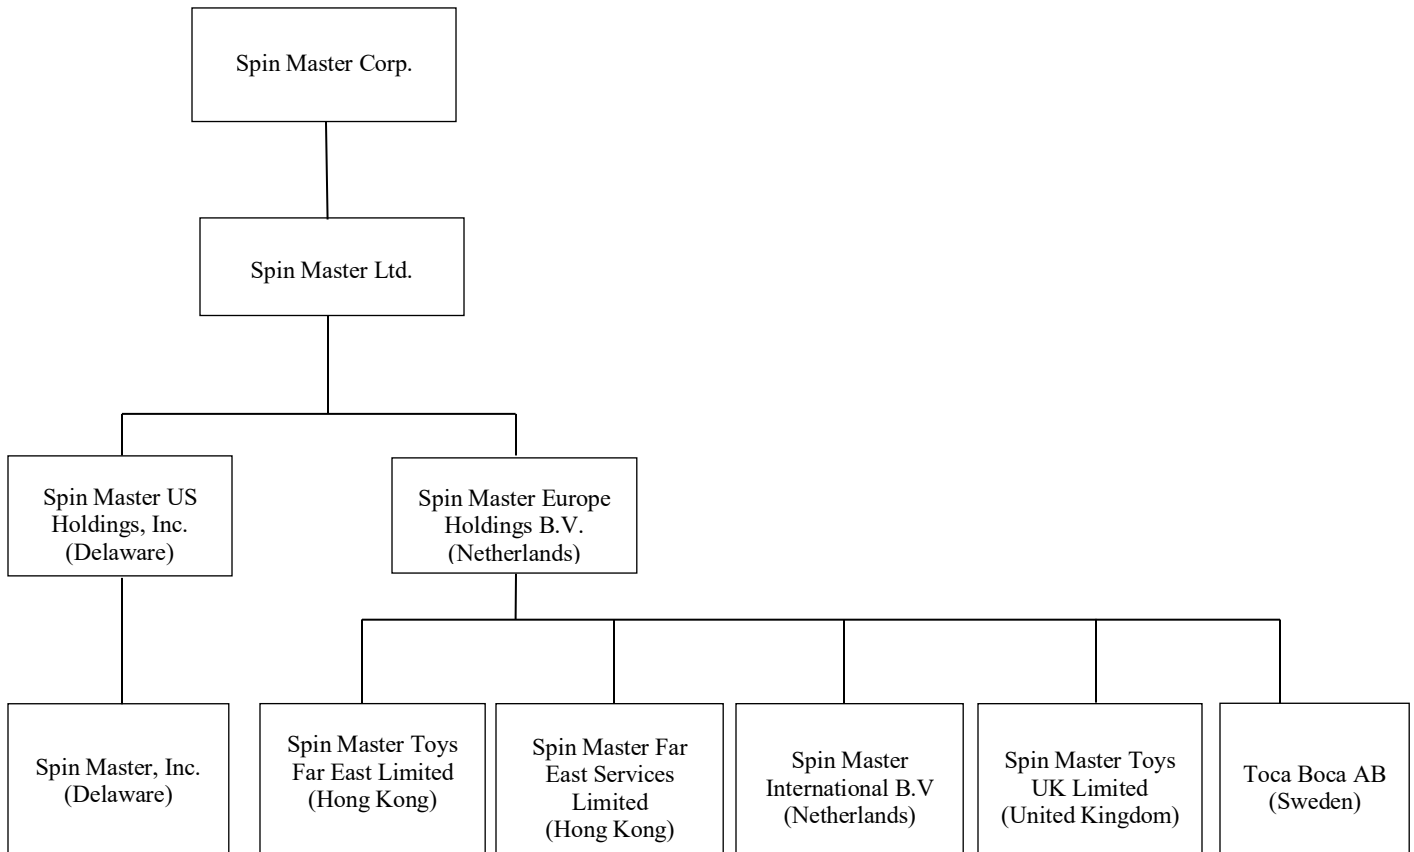 Spin Master Corp.
Spin Master Ltd.
Spin Master US
Holdings, Inc.
(Delaware)
Spin Master Europe
Holdings B.V.
(Netherlands)
Spin Master, Inc.
(Delaware)
Spin Master Toys
Far East Limited
(Hong Kong)
Spin Master Far
East Services
Limited
(Hong Kong)
Spin Master
International B.V
(Netherlands)
Spin Master Toys
UK Limited
(United Kingdom)
Toca Boca AB
(Sweden)